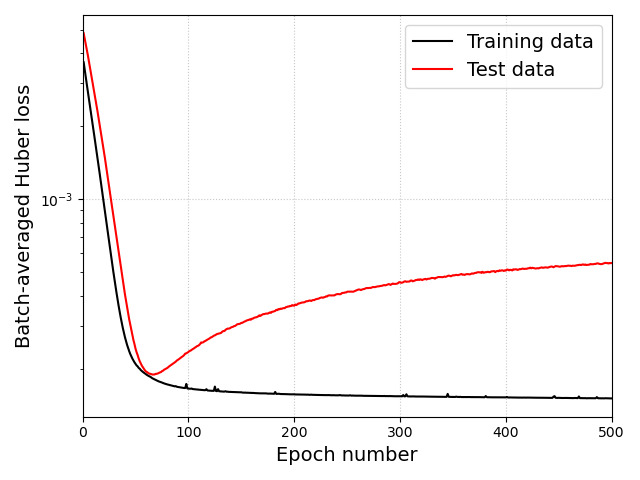 Training data
Test data
Batch-averaged Huber loss
10⁻³
0 100 200 300 400 500
Epoch number